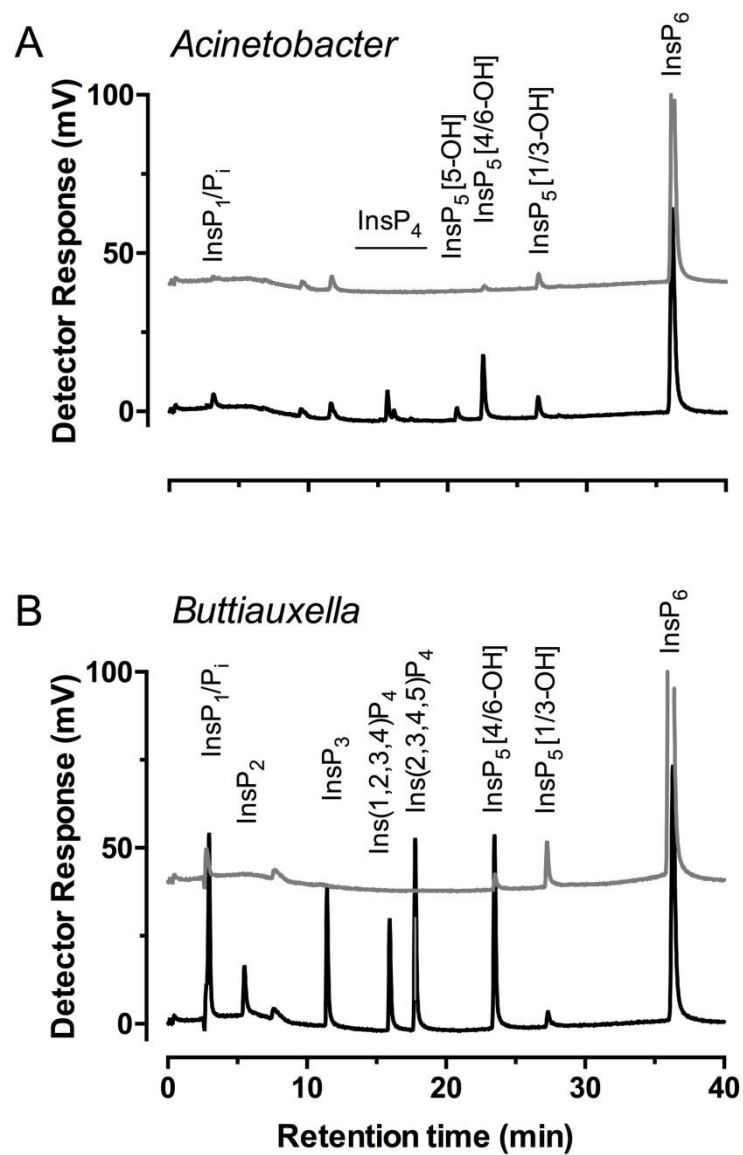 A
Acinetobacter
InsP6
Detector Response (mV)
100
50
0
InsP1/Pi
InsP4
InsP5 [5-OH]
InsP5 [4/6-OH]
InsP5 [1/3-OH]
B
Buttiauxella
InsP6
Detector Response (mV)
100
50
0
InsP1/Pi
InsP2
InsP3
Ins(1,2,3,4)P4
Ins(2,3,4,5)P4
InsP5 [4/6-OH]
InsP5 [1/3-OH]
0 10 20 30 40
Retention time (min)